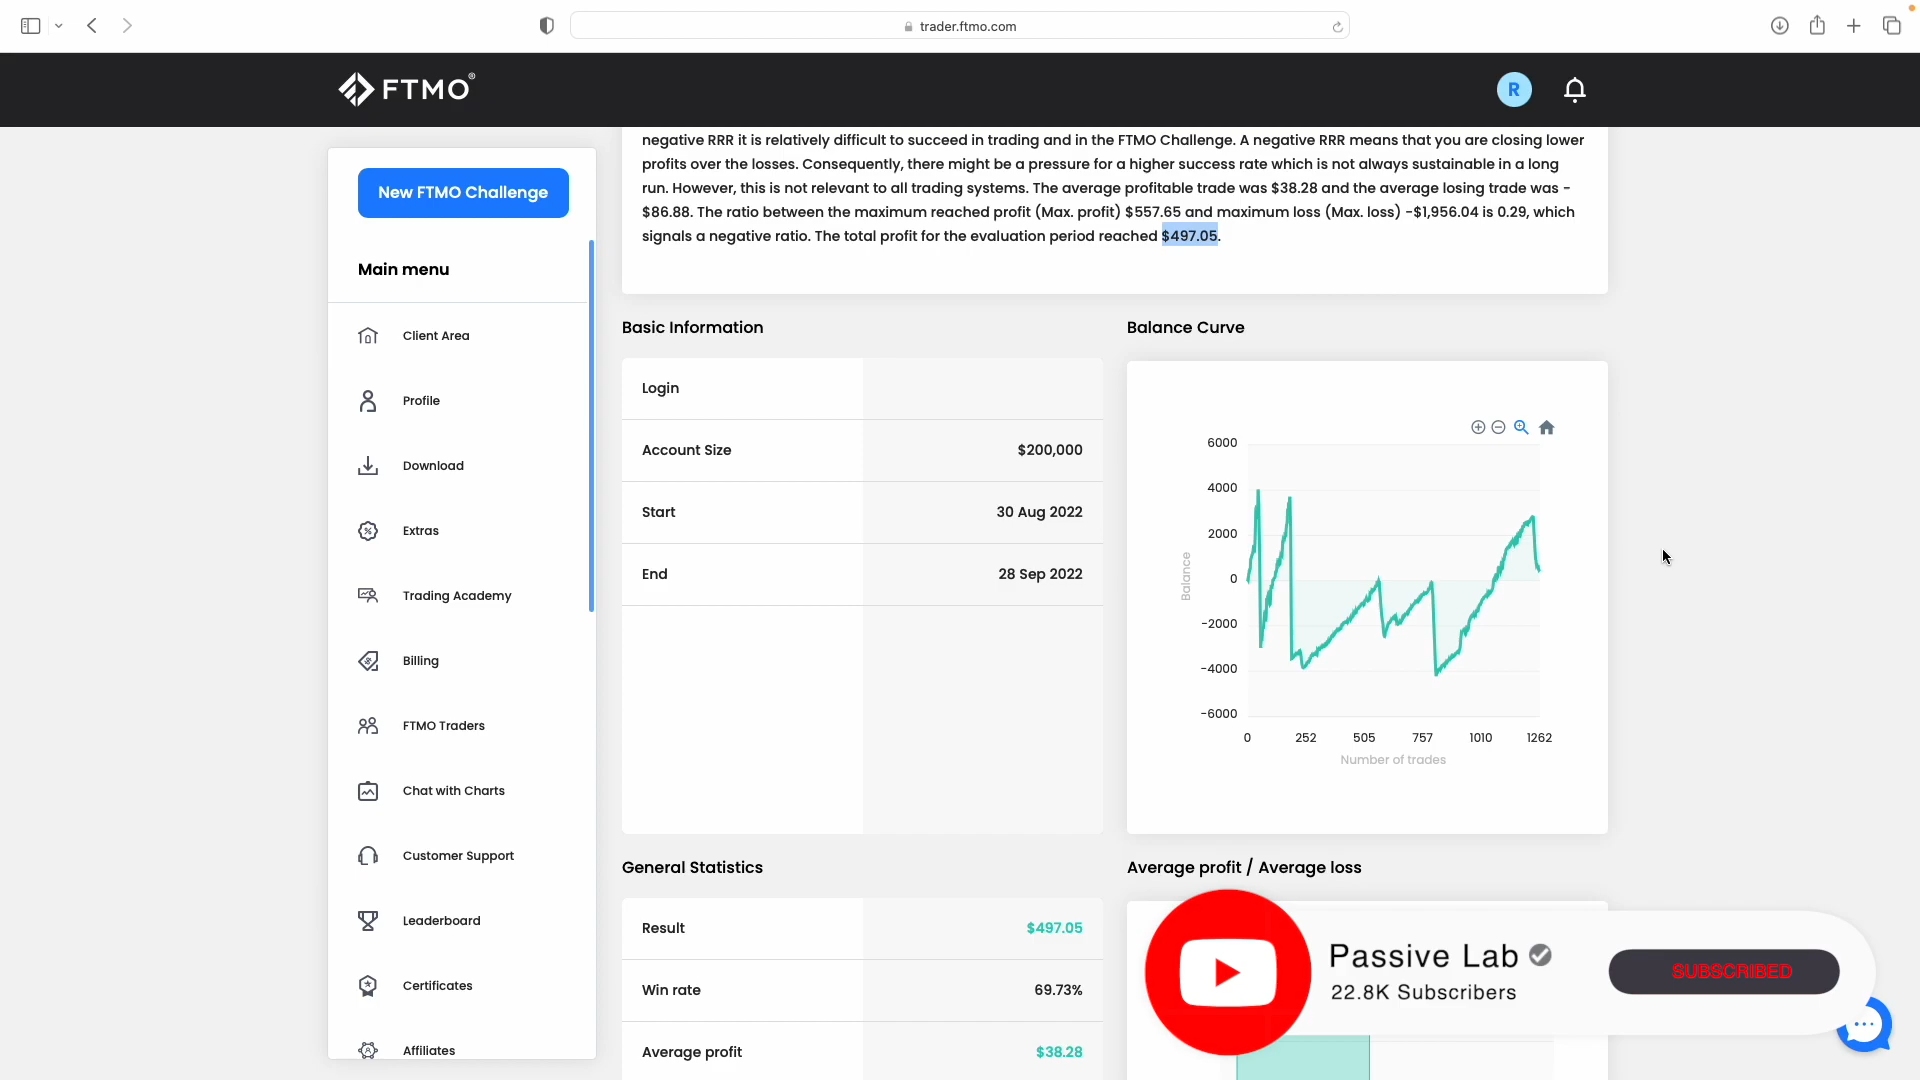 trader.ftmo.com
FTMO®
R
negative RRR it is relatively difficult to succeed in trading and in the FTMO Challenge. A negative RRR means that you are closing lower
profits over the losses. Consequently, there might be a pressure for a higher success rate which is not always sustainable in a long
run. However, this is not relevant to all trading systems. The average profitable trade was $38.28 and the average losing trade was -
$86.88. The ratio between the maximum reached profit (Max. profit) $557.65 and maximum loss (Max. loss) -$1,956.04 is 0.29, which
signals a negative ratio. The total profit for the evaluation period reached $497.05.
New FTMO Challenge
Main menu
Client Area
Profile
Download
Extras
Trading Academy
Billing
FTMO Traders
Chat with Charts
Customer Support
Leaderboard
Certificates
Affiliates
Basic Information
Login
Account Size $200,000
Start 30 Aug 2022
End 28 Sep 2022
Balance Curve
6000
4000
2000
0
-2000
-4000
-6000
Balance
0 252 505 757 1010 1262
Number of trades
General Statistics
Result $497.05
Win rate 69.73%
Average profit $38.28
Average profit / Average loss
Passive Lab
22.8K Subscribers
SUBSCRIBED